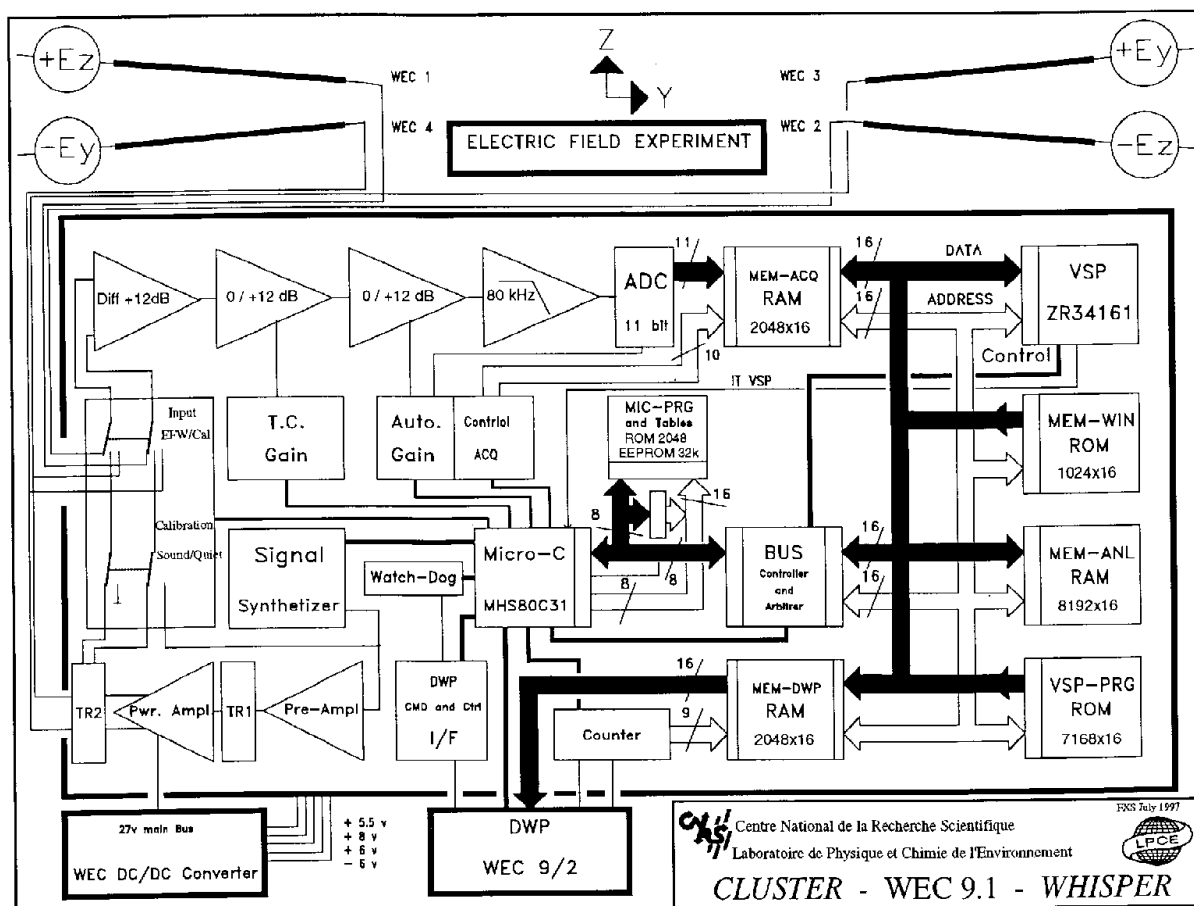 +Ez
WEC 1
Z
Y
WEC 3
+Ey
-Ey
WEC 4
ELECTRIC FIELD EXPERIMENT
WEC 2
-Ez
Diff +12dB
0 / +12 dB
0 / +12 dB
80 kHz
ADC
11 bit
11
MEM-ACQ
RAM
2048x16
16
DATA
16
ADDRESS
VSP
ZR34161
Control
10
IT VSP
Input
EFW/Cal
T.C.
Gain
Auto.
Gain
Contrlol
ACQ
MIC-PRG
and Tables
ROM 2048
EEPROM 32k
16
MEM-WIN
ROM
1024x16
Calibration
Sound/Quiet
Signal
Synthetizer
Watch-Dog
Micro-C
MHS80C31
8
8
8
BUS
Controller
and
Arbitrer
16
16
MEM-ANL
RAM
8192x16
TR2
Pwr. Ampl
TR1
Pre-Ampl
DWP
CMD and Ctrl
I/F
Counter
16
9
MEM-DWP
RAM
2048x16
VSP-PRG
ROM
7168x16
27v main Bus
WEC DC/DC Converter
+ 5.5 v
+ 8 v
+ 6 v
- 6 v
DWP
WEC 9/2
CNRS
Centre National de la Recherche Scientifique
Laboratoire de Physique et Chimie de l'Environnement
FXS July 1997
LPCE
CLUSTER - WEC 9.1 - WHISPER